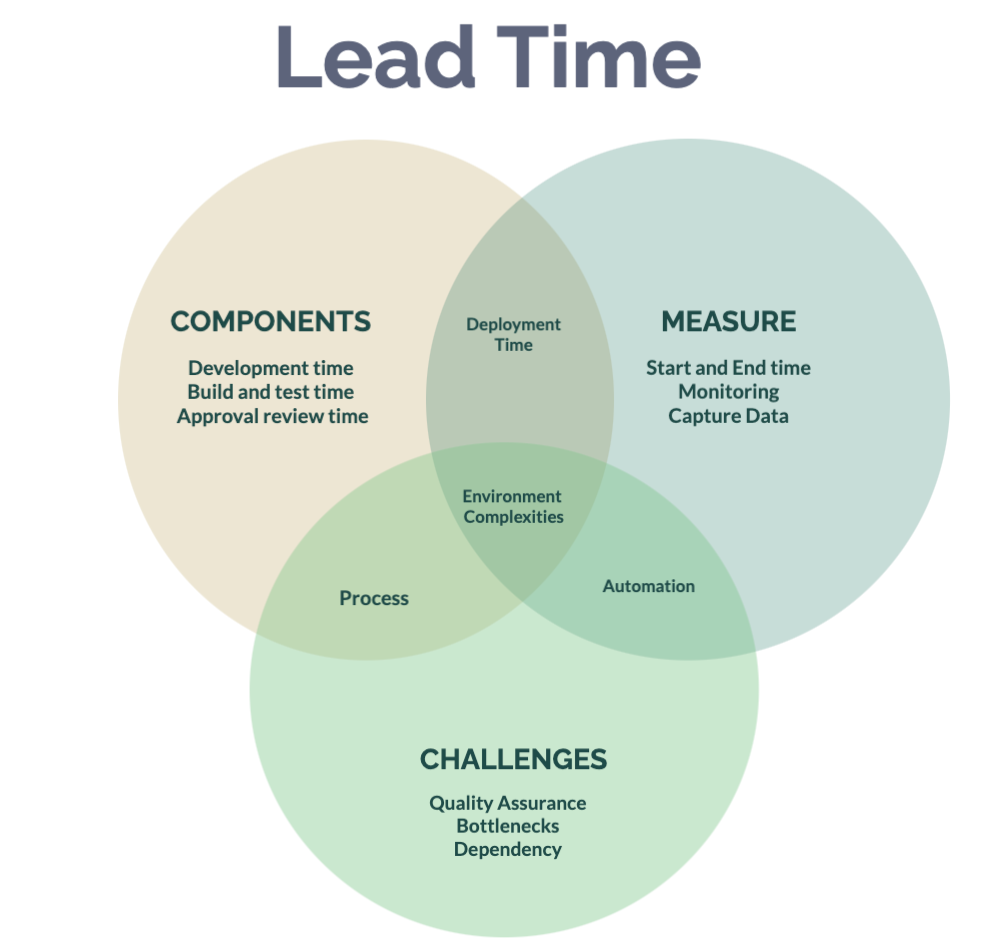 Lead Time
COMPONENTS
Development time
Build and test time
Approval review time
Deployment
Time
MEASURE
Start and End time
Monitoring
Capture Data
Environment
Complexities
Process
Automation
CHALLENGES
Quality Assurance
Bottlenecks
Dependency